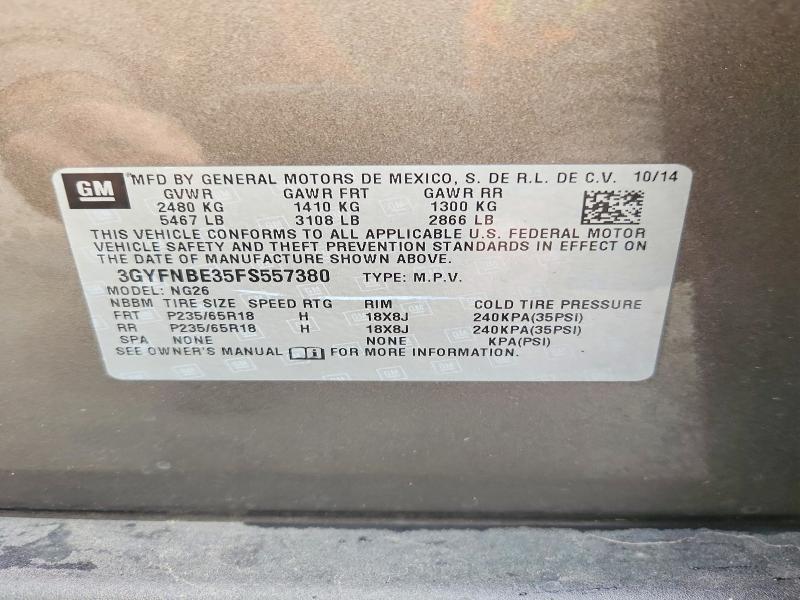 GM ®MFD BY GENERAL MOTORS DE MEXICO, S. DE R.L. DE C.V. 10/14
GVWR GAWR FRT GAWR RR
2480 KG 1410 KG 1300 KG
5467 LB 3108 LB 2866 LB
THIS VEHICLE CONFORMS TO ALL APPLICABLE U.S. FEDERAL MOTOR
VEHICLE SAFETY AND THEFT PREVENTION STANDARDS IN EFFECT ON
THE DATE OF MANUFACTURE SHOWN ABOVE.
3GYFNBE35FS557380 TYPE: M.P.V.
MODEL: NG26
NBBM TIRE SIZE SPEED RTG RIM COLD TIRE PRESSURE
FRT P235/65R18 H 18X8J 240KPA(35PSI)
RR P235/65R18 H 18X8J 240KPA(35PSI)
SPA NONE NONE KPA(PSI)
SEE OWNER'S MANUAL FOR MORE INFORMATION